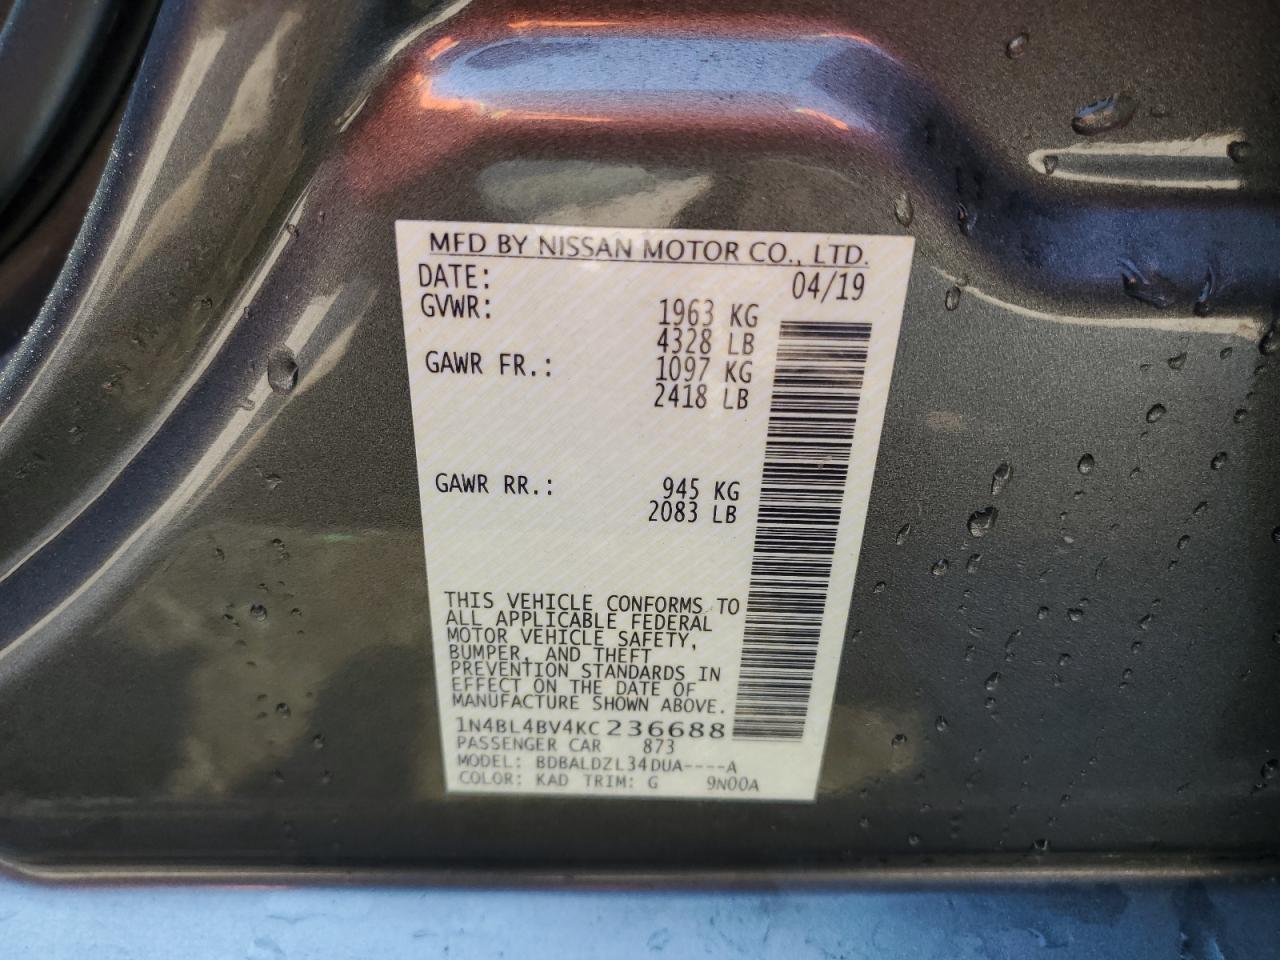 MFD BY NISSAN MOTOR CO., LTD.
DATE: 04/19
GVWR: 1963 KG
4328 LB
GAWR FR.: 1097 KG
2418 LB
GAWR RR.: 945 KG
2083 LB
THIS VEHICLE CONFORMS TO
ALL APPLICABLE FEDERAL
MOTOR VEHICLE SAFETY,
BUMPER, AND THEFT
PREVENTION STANDARDS IN
EFFECT ON THE DATE OF
MANUFACTURE SHOWN ABOVE.
1N4BL4BV4KC236688
PASSENGER CAR 873
MODEL: BDBALDZL34DUA----A
COLOR: KAD TRIM: G 9N00A